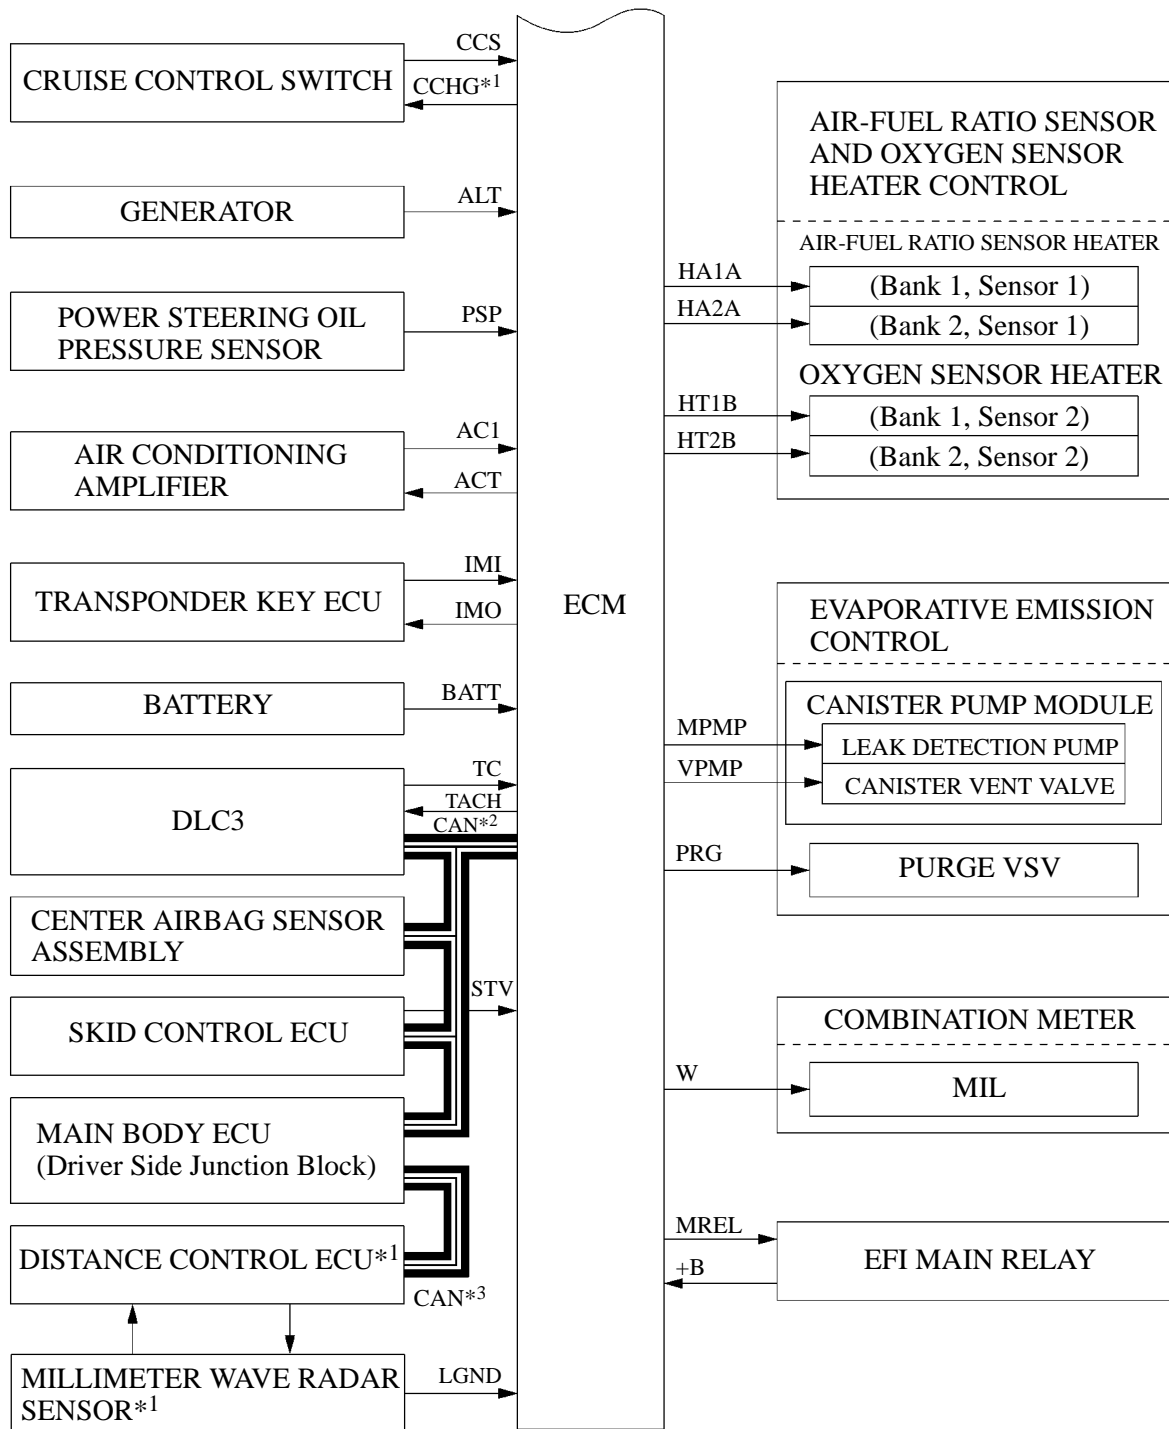 CCS
CRUISE CONTROL SWITCH
CCHG*1
GENERATOR
ALT
POWER STEERING OIL
PRESSURE SENSOR
PSP
AIR CONDITIONING
AMPLIFIER
AC1
ACT
TRANSPONDER KEY ECU
IMI
IMO
BATTERY
BATT
DLC3
TC
TACH
CAN*2
CENTER AIRBAG SENSOR
ASSEMBLY
SKID CONTROL ECU
STV
MAIN BODY ECU
(Driver Side Junction Block)
DISTANCE CONTROL ECU*1
CAN*3
MILLIMETER WAVE RADAR
SENSOR*1
LGND
ECM
AIR-FUEL RATIO SENSOR
AND OXYGEN SENSOR
HEATER CONTROL
AIR-FUEL RATIO SENSOR HEATER
HA1A
(Bank 1, Sensor 1)
HA2A
(Bank 2, Sensor 1)
OXYGEN SENSOR HEATER
HT1B
(Bank 1, Sensor 2)
HT2B
(Bank 2, Sensor 2)
EVAPORATIVE EMISSION
CONTROL
CANISTER PUMP MODULE
MPMP
LEAK DETECTION PUMP
VPMP
CANISTER VENT VALVE
PRG
PURGE VSV
COMBINATION METER
W
MIL
MREL
EFI MAIN RELAY
+B